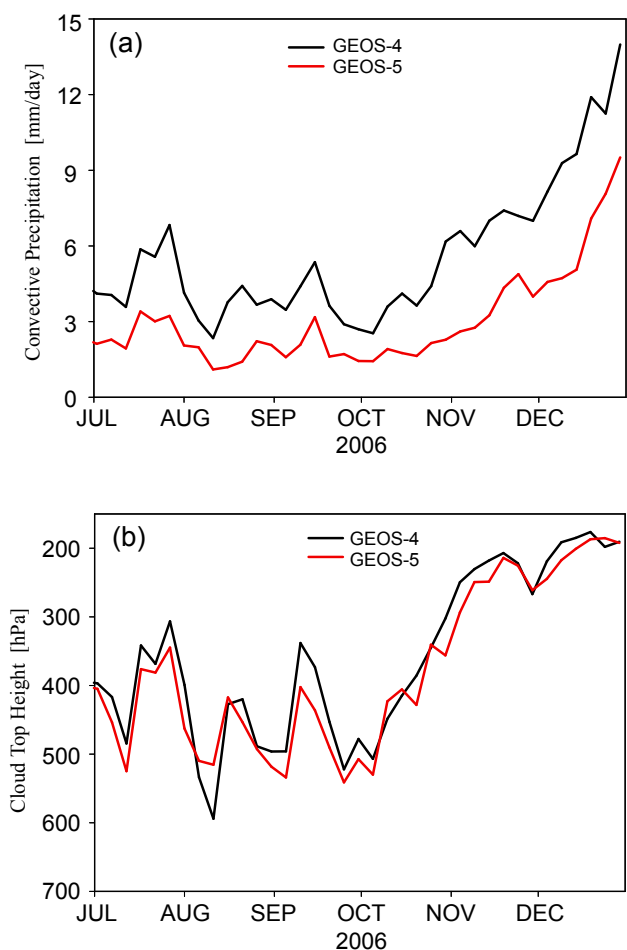 (a)
GEOS-4
GEOS-5
Convective Precipitation [mm/day]
15
12
9
6
3
0
JUL AUG SEP OCT NOV DEC
2006
(b)
GEOS-4
GEOS-5
Cloud Top Height [hPa]
200
300
400
500
600
700
JUL AUG SEP OCT NOV DEC
2006